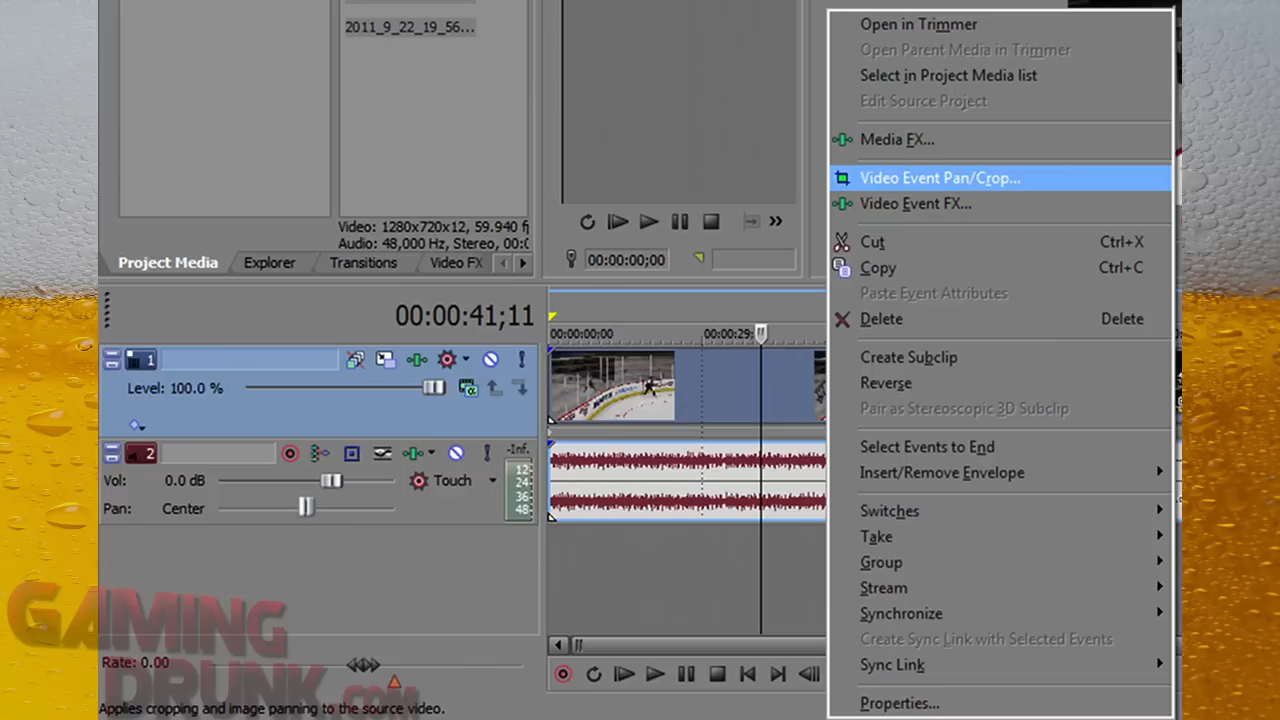 2011_9_22_19_56...
Video: 1280x720x12, 59.940 f
Audio: 48,000 Hz, Stereo, 00:
Project Media
Explorer
Transitions
Video FX
00:00:00;00
00:00:41;11
00:00:00;00
00:00:29;
1
Level: 100.0 %
2
-Inf.
12
24
36
48
Vol:
0.0 dB
Touch
Pan:
Center
GAMING
DRUNK.COM
Rate: 0.00
Applies cropping and image panning to the source video.
Open in Trimmer
Open Parent Media in Trimmer
Select in Project Media list
Edit Source Project
Media FX...
Video Event Pan/Crop...
Video Event FX...
Cut Ctrl+X
Copy Ctrl+C
Paste Event Attributes
Delete Delete
Create Subclip
Reverse
Pair as Stereoscopic 3D Subclip
Select Events to End
Insert/Remove Envelope
Switches
Take
Group
Stream
Synchronize
Create Sync Link with Selected Events
Sync Link
Properties...